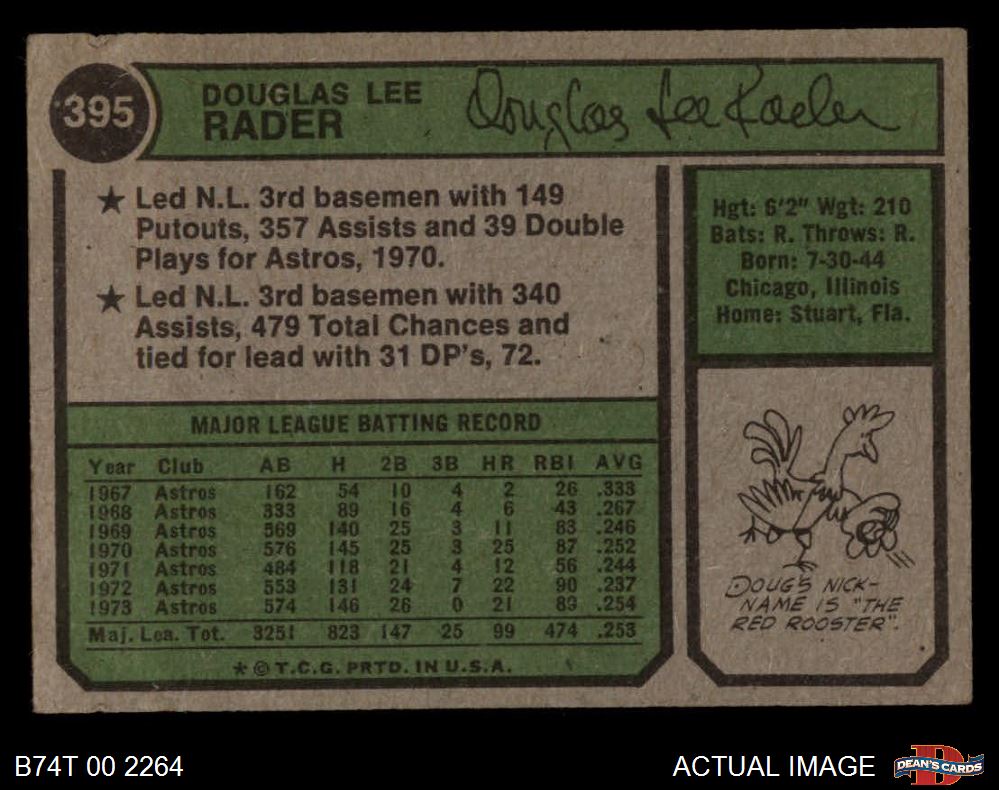 395
DOUGLAS LEE
RADER
Douglas Lee Rader
★ Led N.L. 3rd basemen with 149
Putouts, 357 Assists and 39 Double
Plays for Astros, 1970.
★ Led N.L. 3rd basemen with 340
Assists, 479 Total Chances and
tied for lead with 31 DP's, 72.
Hgt: 6'2" Wgt: 210
Bats: R. Throws: R.
Born: 7-30-44
Chicago, Illinois
Home: Stuart, Fla.
MAJOR LEAGUE BATTING RECORD
Year Club AB H 2B 3B HR RBI AVG
1967 Astros 162 54 10 4 2 26 .333
1968 Astros 333 89 16 4 6 43 .267
1969 Astros 569 140 25 3 11 83 .246
1970 Astros 576 145 25 3 25 87 .252
1971 Astros 484 118 21 4 12 56 .244
1972 Astros 553 131 24 7 22 90 .237
1973 Astros 574 146 26 0 21 89 .254
Maj. Lea. Tot. 3251 823 147 25 99 474 .253
★ © T.C.G. PRTD. IN U.S.A.
DOUG'S NICK-
NAME IS "THE
RED ROOSTER".
B74T 00 2264
ACTUAL IMAGE
DEAN'S CARDS